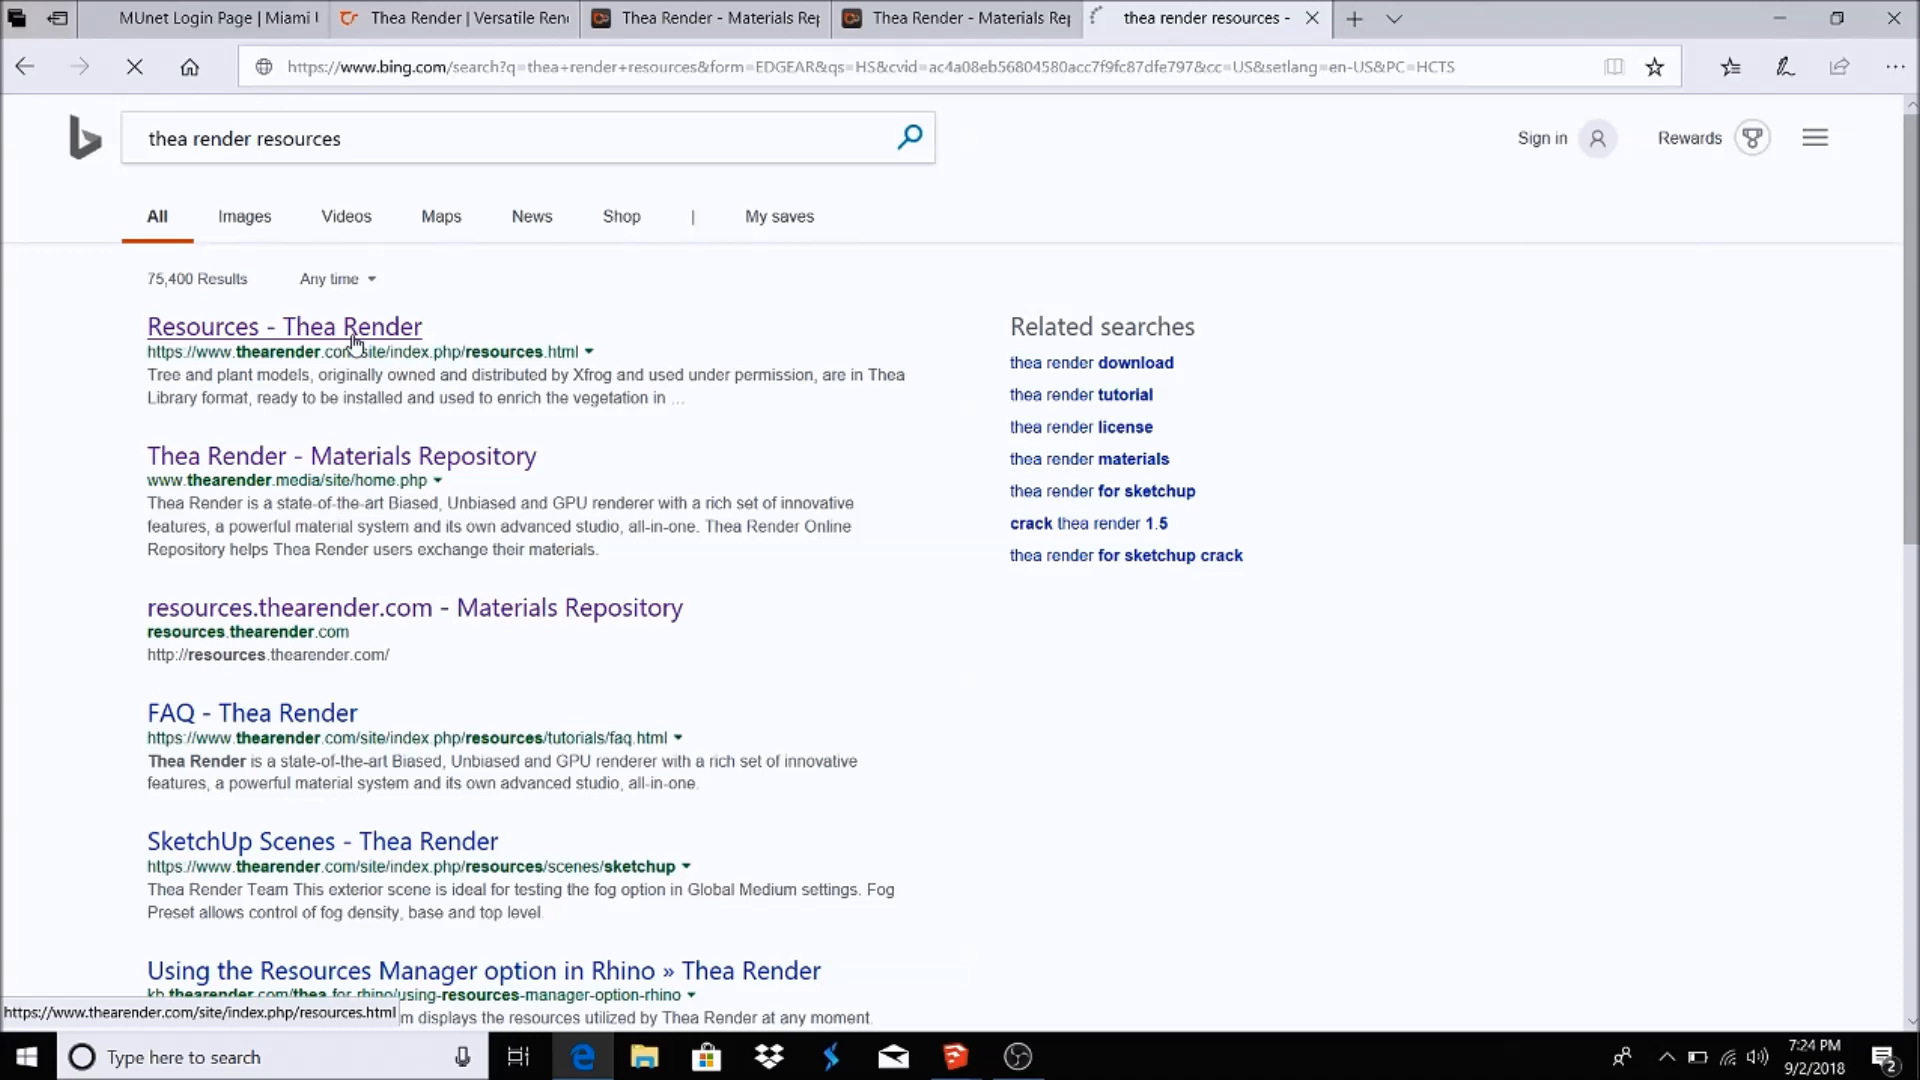 MUnet Login Page | Miami
Thea Render | Versatile Ren
Thea Render - Materials Rep
Thea Render - Materials Rep
thea render resources -
https://www.bing.com/search?q=thea+render+resources&form=EDGEAR&qs=HS&cvid=ac4a08eb56804580acc7f9fc87dfe797&cc=US&setlang=en-US&PC=HCTS
thea render resources
Sign in
Rewards
All
Images
Videos
Maps
News
Shop
|
My saves
75,400 Results
Any time
Resources - Thea Render
https://www.thearender.com/site/index.php/resources.html
Tree and plant models, originally owned and distributed by Xfrog and used under permission, are in Thea
Library format, ready to be installed and used to enrich the vegetation in ...
Thea Render - Materials Repository
www.thearender.media/site/home.php
Thea Render is a state-of-the-art Biased, Unbiased and GPU renderer with a rich set of innovative
features, a powerful material system and its own advanced studio, all-in-one. Thea Render Online
Repository helps Thea Render users exchange their materials.
resources.thearender.com - Materials Repository
resources.thearender.com
http://resources.thearender.com/
FAQ - Thea Render
https://www.thearender.com/site/index.php/resources/tutorials/faq.html
Thea Render is a state-of-the-art Biased, Unbiased and GPU renderer with a rich set of innovative
features, a powerful material system and its own advanced studio, all-in-one.
SketchUp Scenes - Thea Render
https://www.thearender.com/site/index.php/resources/scenes/sketchup
Thea Render Team This exterior scene is ideal for testing the fog option in Global Medium settings. Fog
Preset allows control of fog density, base and top level.
Using the Resources Manager option in Rhino » Thea Render
kb.thearender.com/thea-for-rhino/using-resources-manager-option-rhino
m displays the resources utilized by Thea Render at any moment.
Related searches
thea render download
thea render tutorial
thea render license
thea render materials
thea render for sketchup
crack thea render 1.5
thea render for sketchup crack
https://www.thearender.com/site/index.php/resources.html
Type here to search
7:24 PM
9/2/2018
2